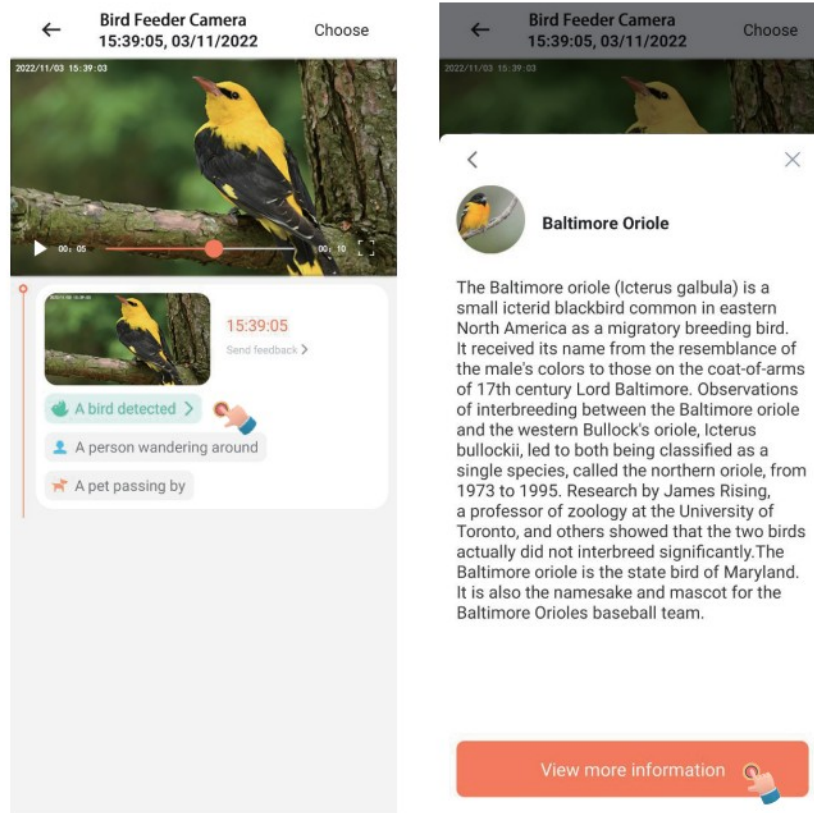 Bird Feeder Camera
15:39:05, 03/11/2022
Choose
2022/11/03 15:39:03
00:05
00:10
15:39:05
Send feedback >
A bird detected >
A person wandering around
A pet passing by
Bird Feeder Camera
15:39:05, 03/11/2022
Choose
2022/11/03 15:39:03
Baltimore Oriole
The Baltimore oriole (Icterus galbula) is a
small icterid blackbird common in eastern
North America as a migratory breeding bird.
It received its name from the resemblance of
the male's colors to those on the coat-of-arms
of 17th century Lord Baltimore. Observations
of interbreeding between the Baltimore oriole
and the western Bullock's oriole, Icterus
bullockii, led to both being classified as a
single species, called the northern oriole, from
1973 to 1995. Research by James Rising,
a professor of zoology at the University of
Toronto, and others showed that the two birds
actually did not interbreed significantly.The
Baltimore oriole is the state bird of Maryland.
It is also the namesake and mascot for the
Baltimore Orioles baseball team.
View more information